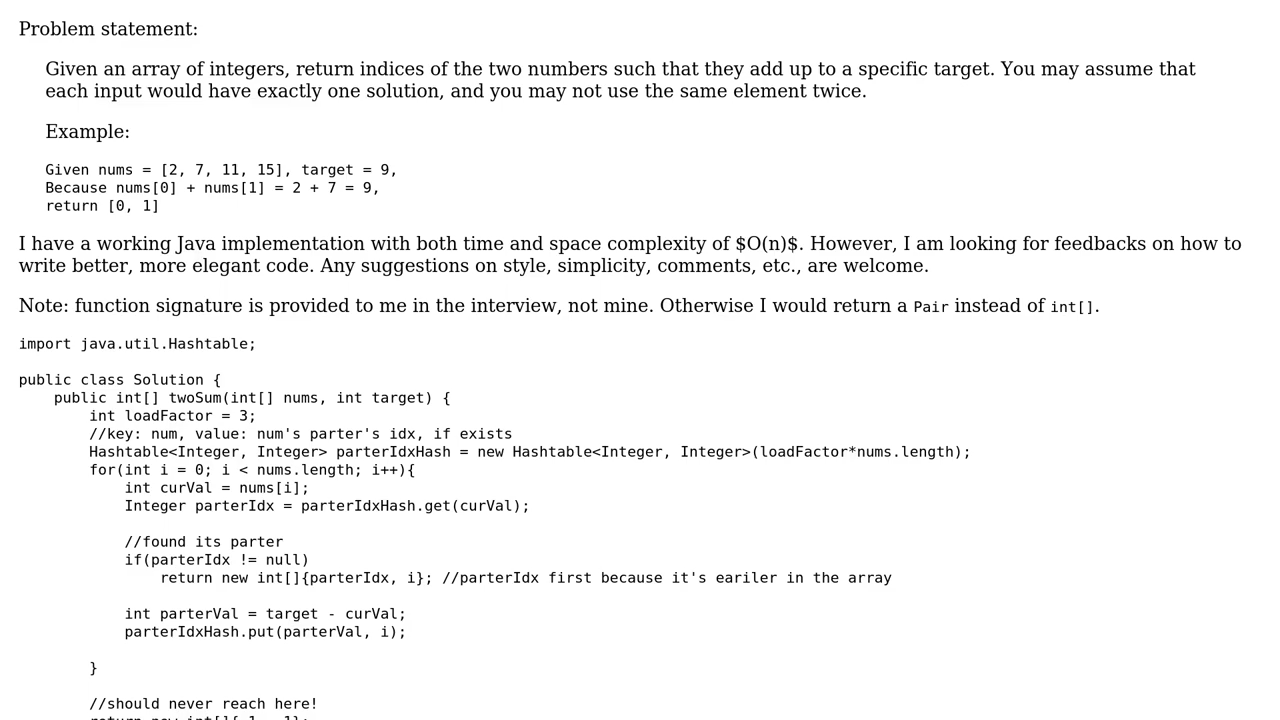 Problem statement:
Given an array of integers, return indices of the two numbers such that they add up to a specific target. You may assume that
each input would have exactly one solution, and you may not use the same element twice.
Example:
Given nums = [2, 7, 11, 15], target = 9,
Because nums[0] + nums[1] = 2 + 7 = 9,
return [0, 1]
I have a working Java implementation with both time and space complexity of $O(n)$. However, I am looking for feedbacks on how to
write better, more elegant code. Any suggestions on style, simplicity, comments, etc., are welcome.
Note: function signature is provided to me in the interview, not mine. Otherwise I would return a Pair instead of int[].
import java.util.Hashtable;
public class Solution {
    public int[] twoSum(int[] nums, int target) {
        int loadFactor = 3;
        //key: num, value: num's parter's idx, if exists
        Hashtable<Integer, Integer> parterIdxHash = new Hashtable<Integer, Integer>(loadFactor*nums.length);
        for(int i = 0; i < nums.length; i++){
            int curVal = nums[i];
            Integer parterIdx = parterIdxHash.get(curVal);
            //found its parter
            if(parterIdx != null)
                return new int[]{parterIdx, i}; //parterIdx first because it's eariler in the array
            int parterVal = target - curVal;
            parterIdxHash.put(parterVal, i);
        }
        //should never reach here!